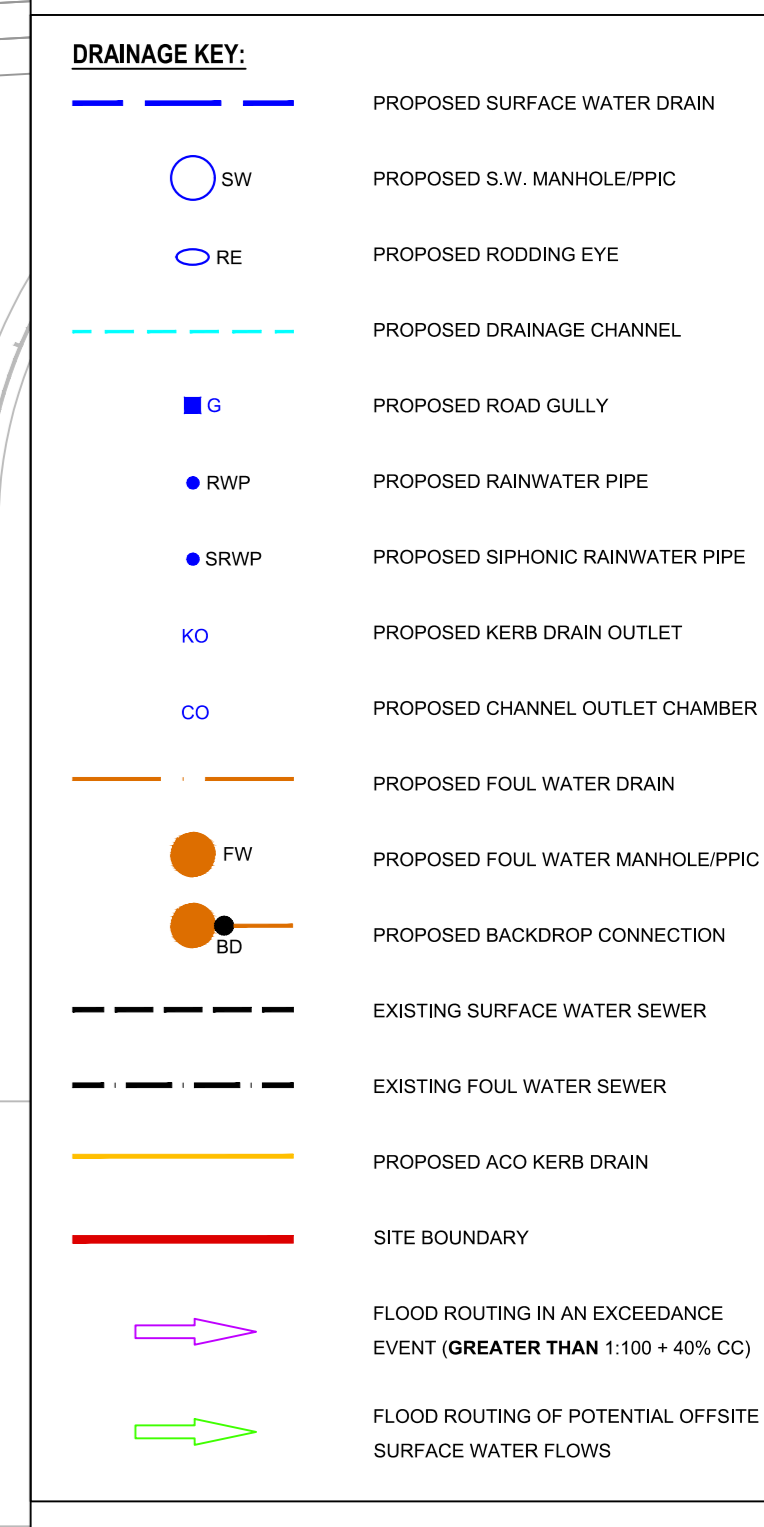 DRAINAGE KEY:
PROPOSED SURFACE WATER DRAIN
SW PROPOSED S.W. MANHOLE/PPIC
RE PROPOSED RODDING EYE
PROPOSED DRAINAGE CHANNEL
G PROPOSED ROAD GULLY
RWP PROPOSED RAINWATER PIPE
SRWP PROPOSED SIPHONIC RAINWATER PIPE
KO PROPOSED KERB DRAIN OUTLET
CO PROPOSED CHANNEL OUTLET CHAMBER
PROPOSED FOUL WATER DRAIN
FW PROPOSED FOUL WATER MANHOLE/PPIC
BD PROPOSED BACKDROP CONNECTION
EXISTING SURFACE WATER SEWER
EXISTING FOUL WATER SEWER
PROPOSED ACO KERB DRAIN
SITE BOUNDARY
FLOOD ROUTING IN AN EXCEEDANCE
EVENT (GREATER THAN 1:100 + 40% CC)
FLOOD ROUTING OF POTENTIAL OFFSITE
SURFACE WATER FLOWS